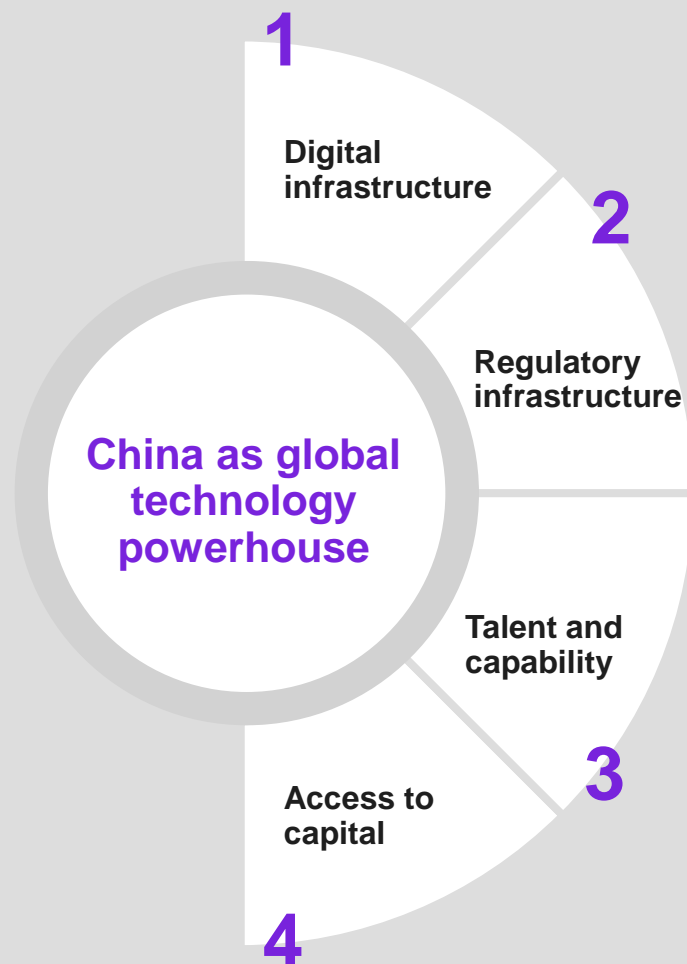 1
Digital
infrastructure
2
Regulatory
infrastructure
China as global
technology
powerhouse
Talent and
capability
3
Access to
capital
4